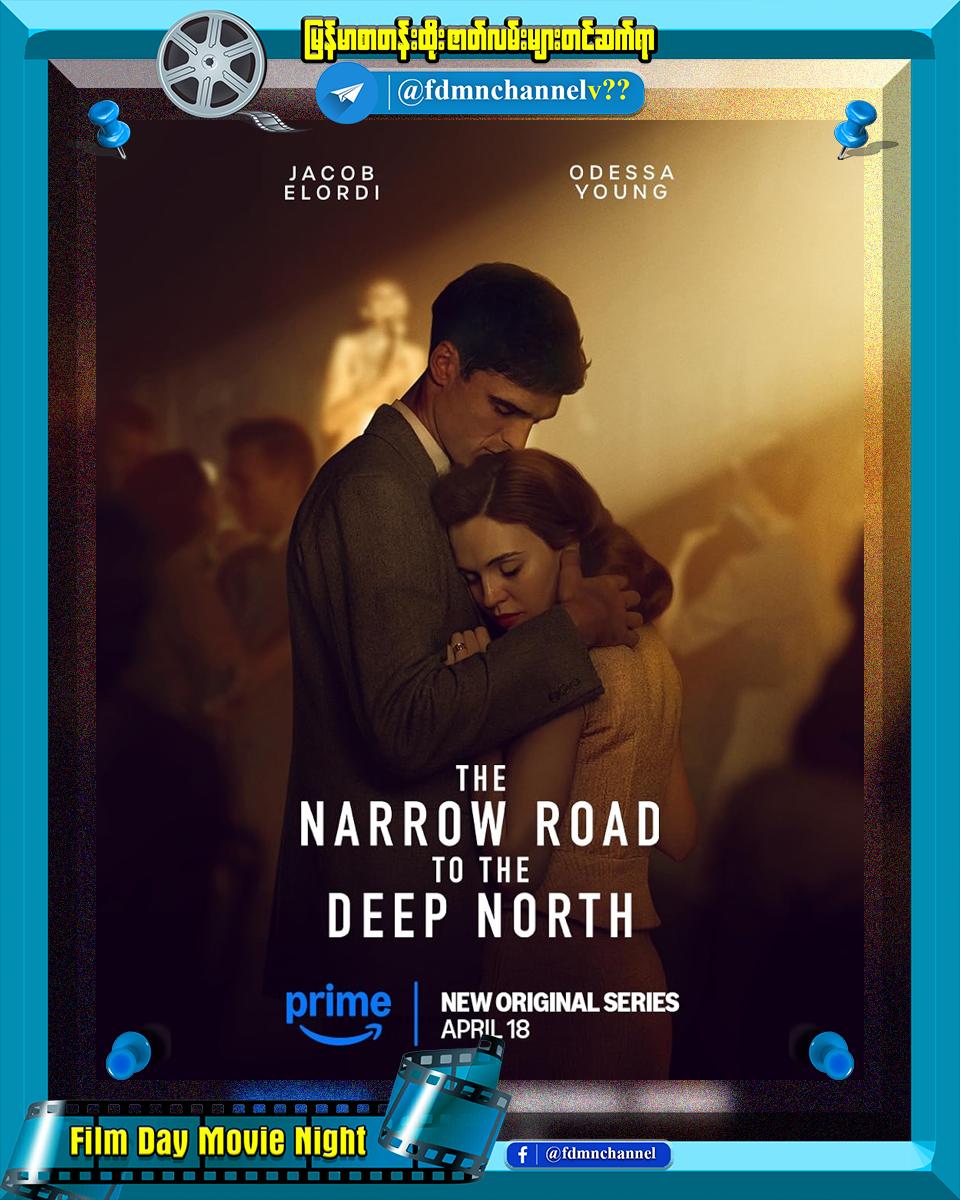 မြန်မာစာတန်းထိုးဇာတ်လမ်းများတင်ဆက်ရာ
@fdmnchannelv??
JACOB
ELORDI
ODESSA
YOUNG
THE
NARROW ROAD
TO THE
DEEP NORTH
prime
NEW ORIGINAL SERIES
APRIL 18
Film Day Movie Night
@fdmnchannel